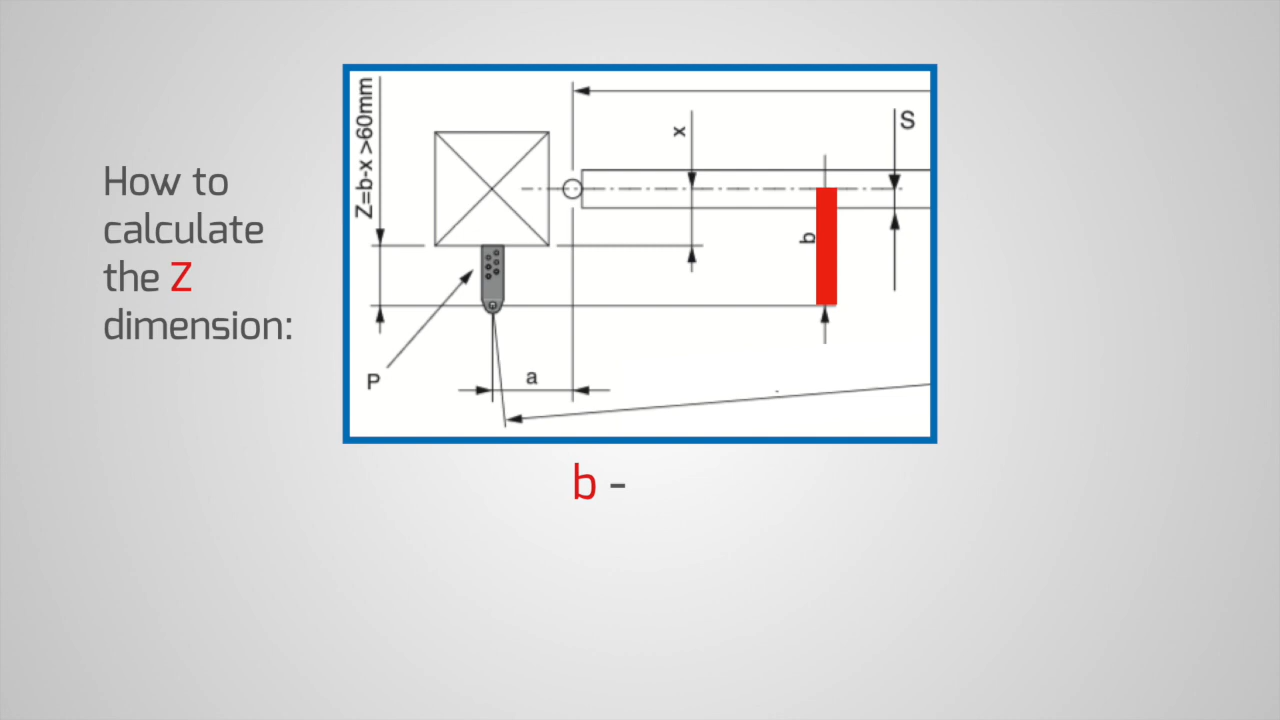 How to
calculate
the Z
dimension:
Z=b-x >60mm
x
S
b
P
a
b -